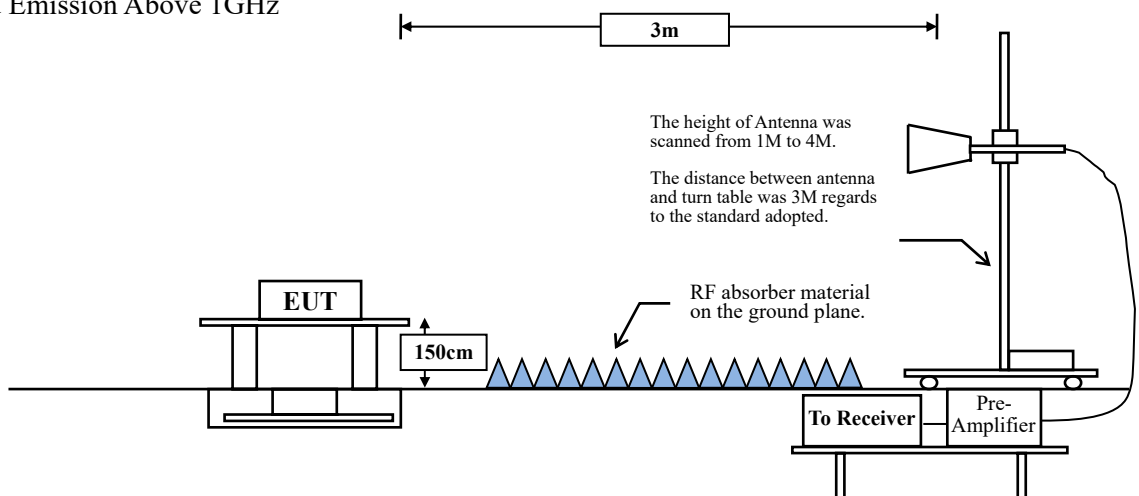 Emission Above 1GHz
3m
The height of Antenna was
scanned from 1M to 4M.
The distance between antenna
and turn table was 3M regards
to the standard adopted.
EUT
RF absorber material
on the ground plane.
150cm
To Receiver
Pre-
Amplifier